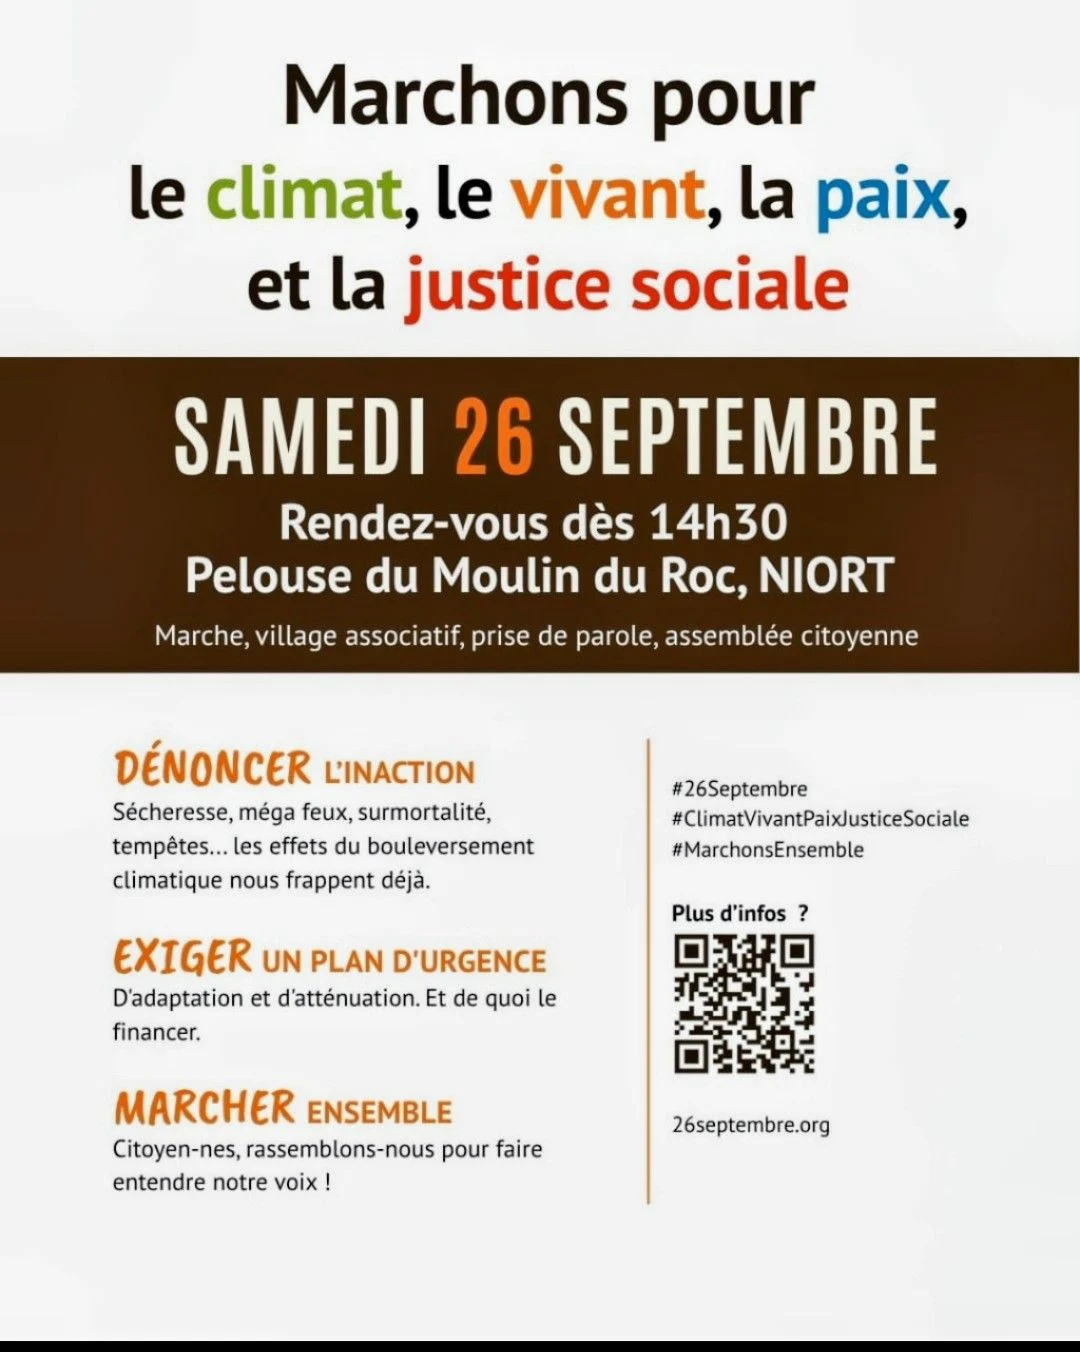 Marchons pour
le climat, le vivant, la paix,
et la justice sociale
SAMEDI 26 SEPTEMBRE
Rendez-vous dès 14h30
Pelouse du Moulin du Roc, NIORT
Marche, village associatif, prise de parole, assemblée citoyenne
DÉNONCER L'INACTION
Sécheresse, méga feux, surmortalité,
tempêtes... les effets du bouleversement
climatique nous frappent déjà.
EXIGER UN PLAN D'URGENCE
D'adaptation et d'atténuation. Et de quoi le
financer.
MARCHER ENSEMBLE
Citoyen-nes, rassemblons-nous pour faire
entendre notre voix !
#26Septembre
#ClimatVivantPaixJusticeSociale
#MarchonsEnsemble
Plus d'infos ?
26septembre.org